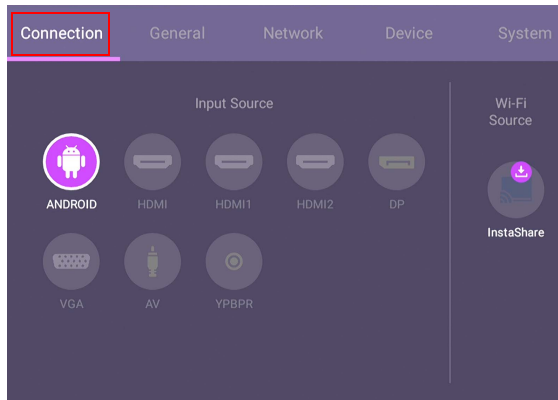 Connection General Network Device System
Input Source
Wi-Fi
Source
ANDROID HDMI HDMI1 HDMI2 DP
InstaShare
VGA AV YPBPR